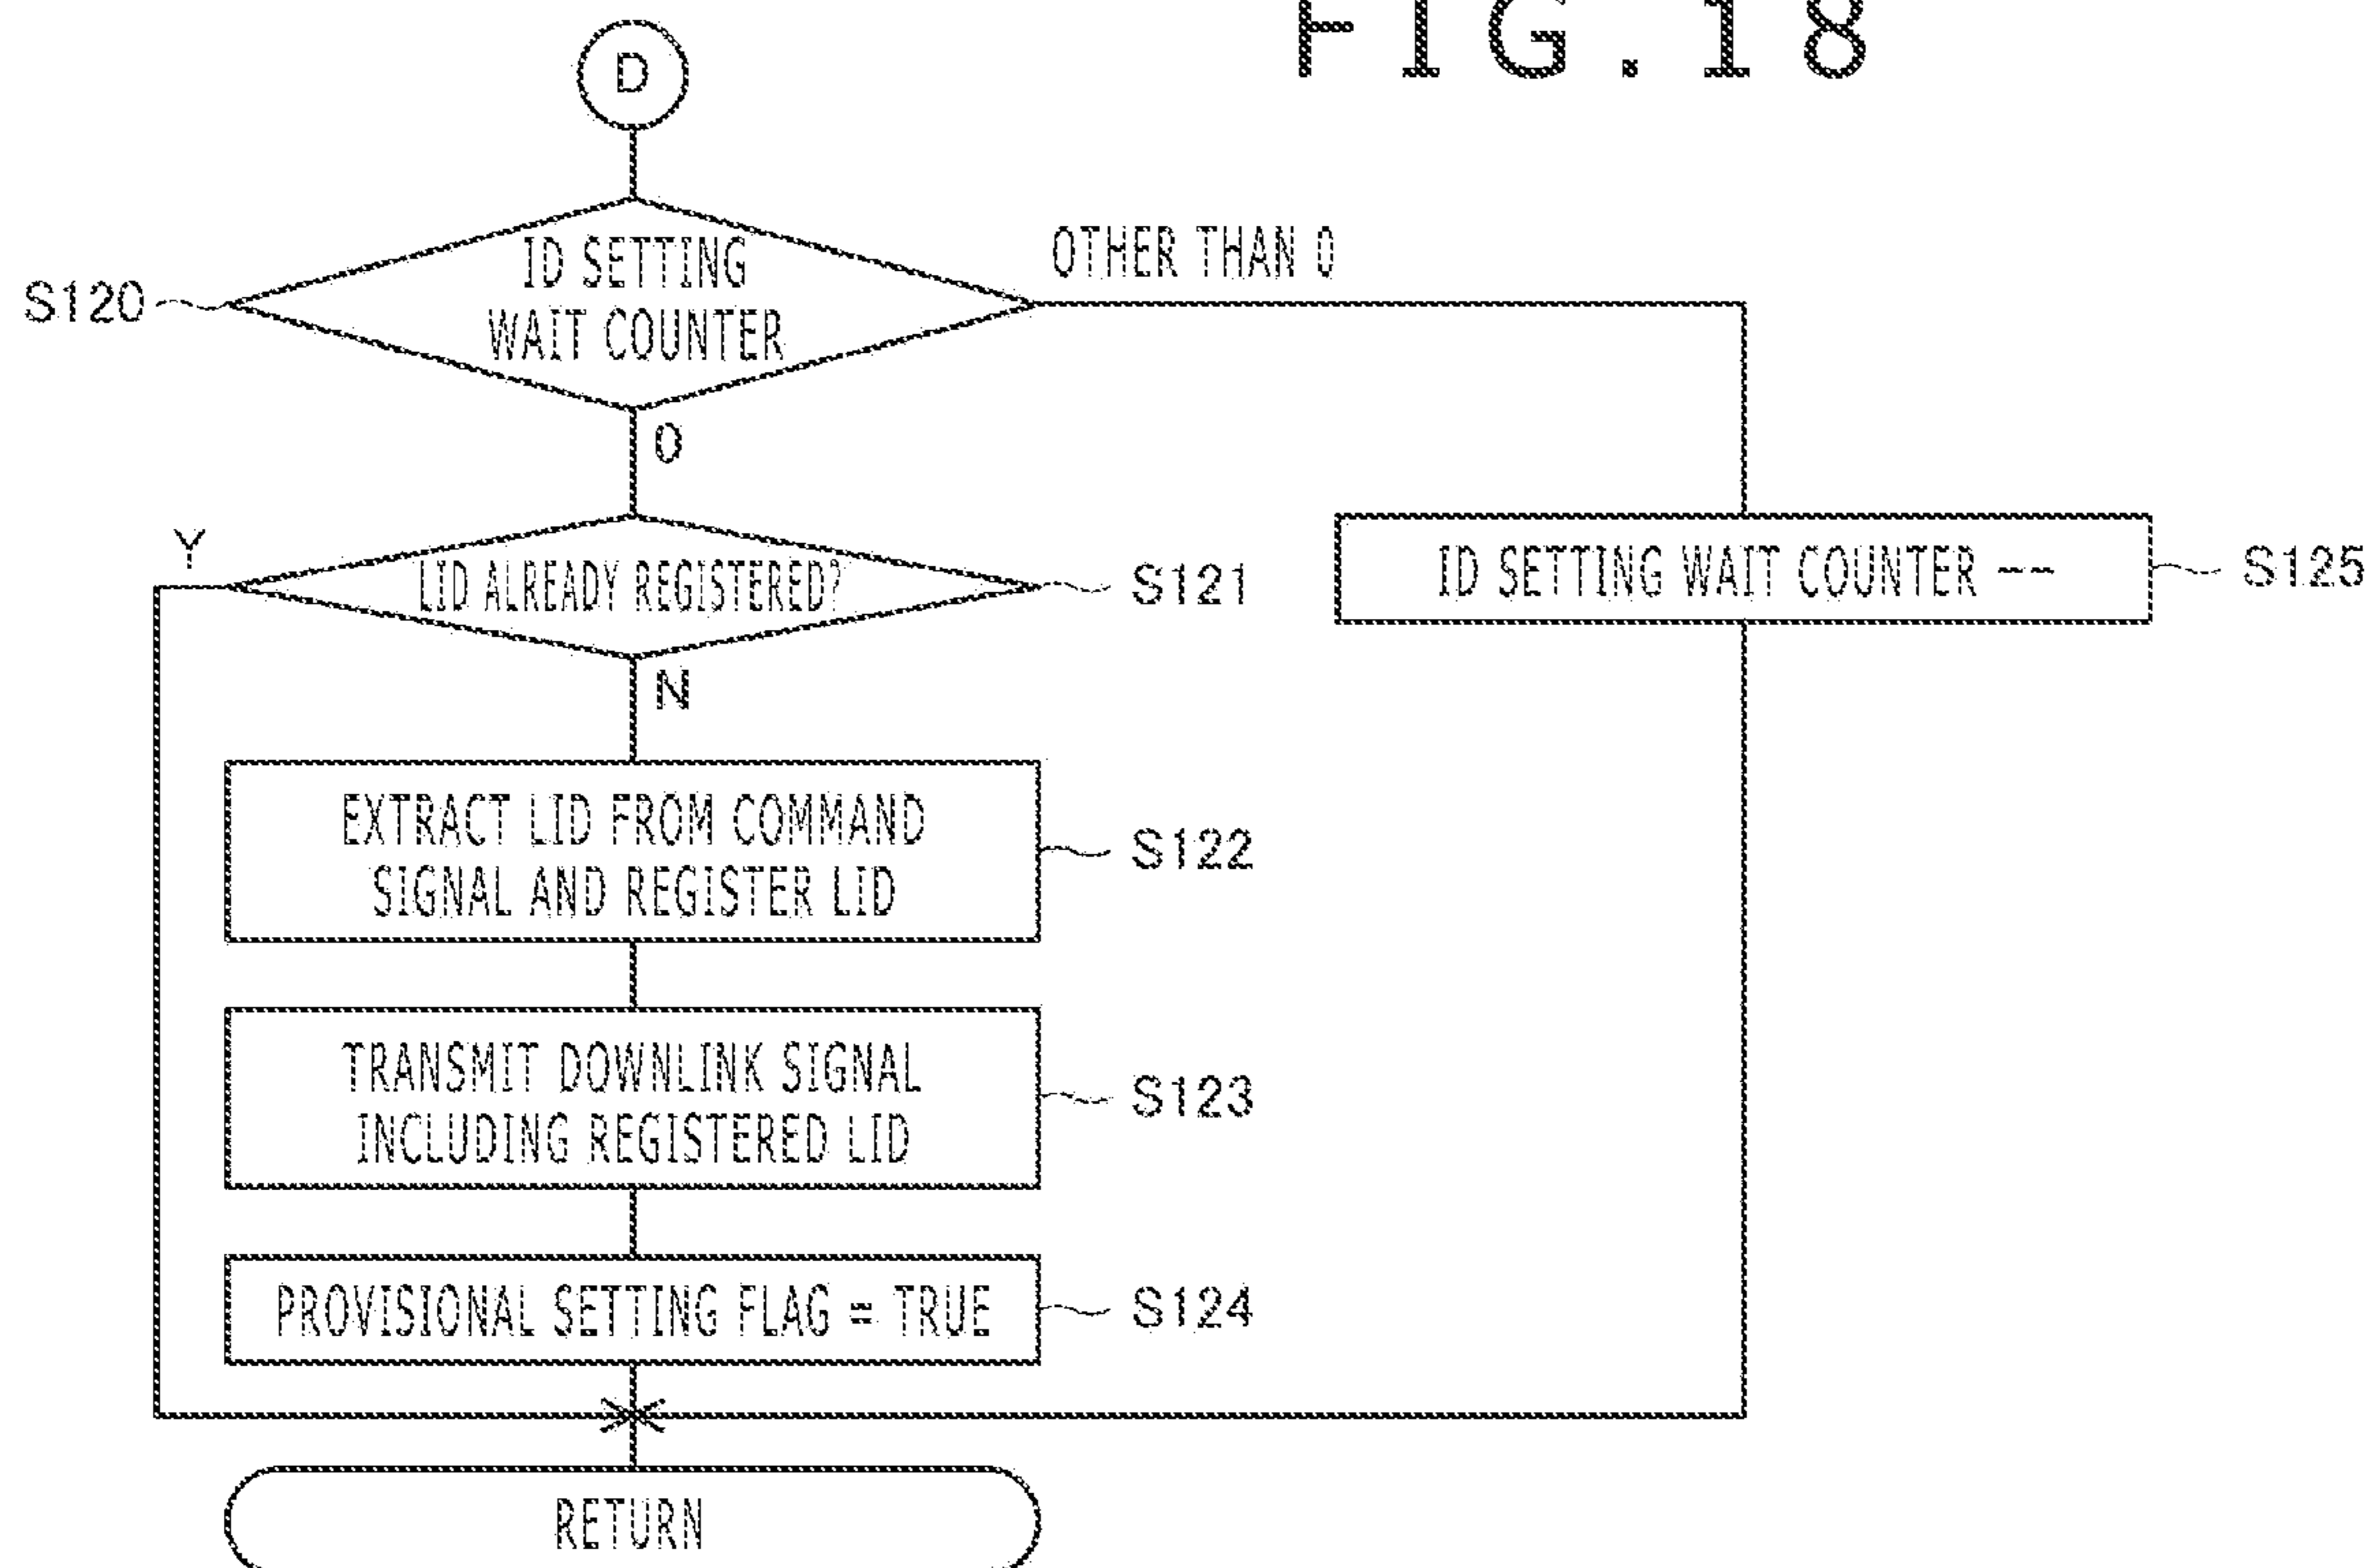 FIG.18
D
ID SETTING
WAIT COUNTER
S120
OTHER THAN 0
0
Y
LID ALREADY REGISTERED?
S121
ID SETTING WAIT COUNTER --
S125
N
EXTRACT LID FROM COMMAND
SIGNAL AND REGISTER LID
S122
TRANSMIT DOWNLINK SIGNAL
INCLUDING REGISTERED LID
S123
PROVISIONAL SETTING FLAG = TRUE
S124
RETURN